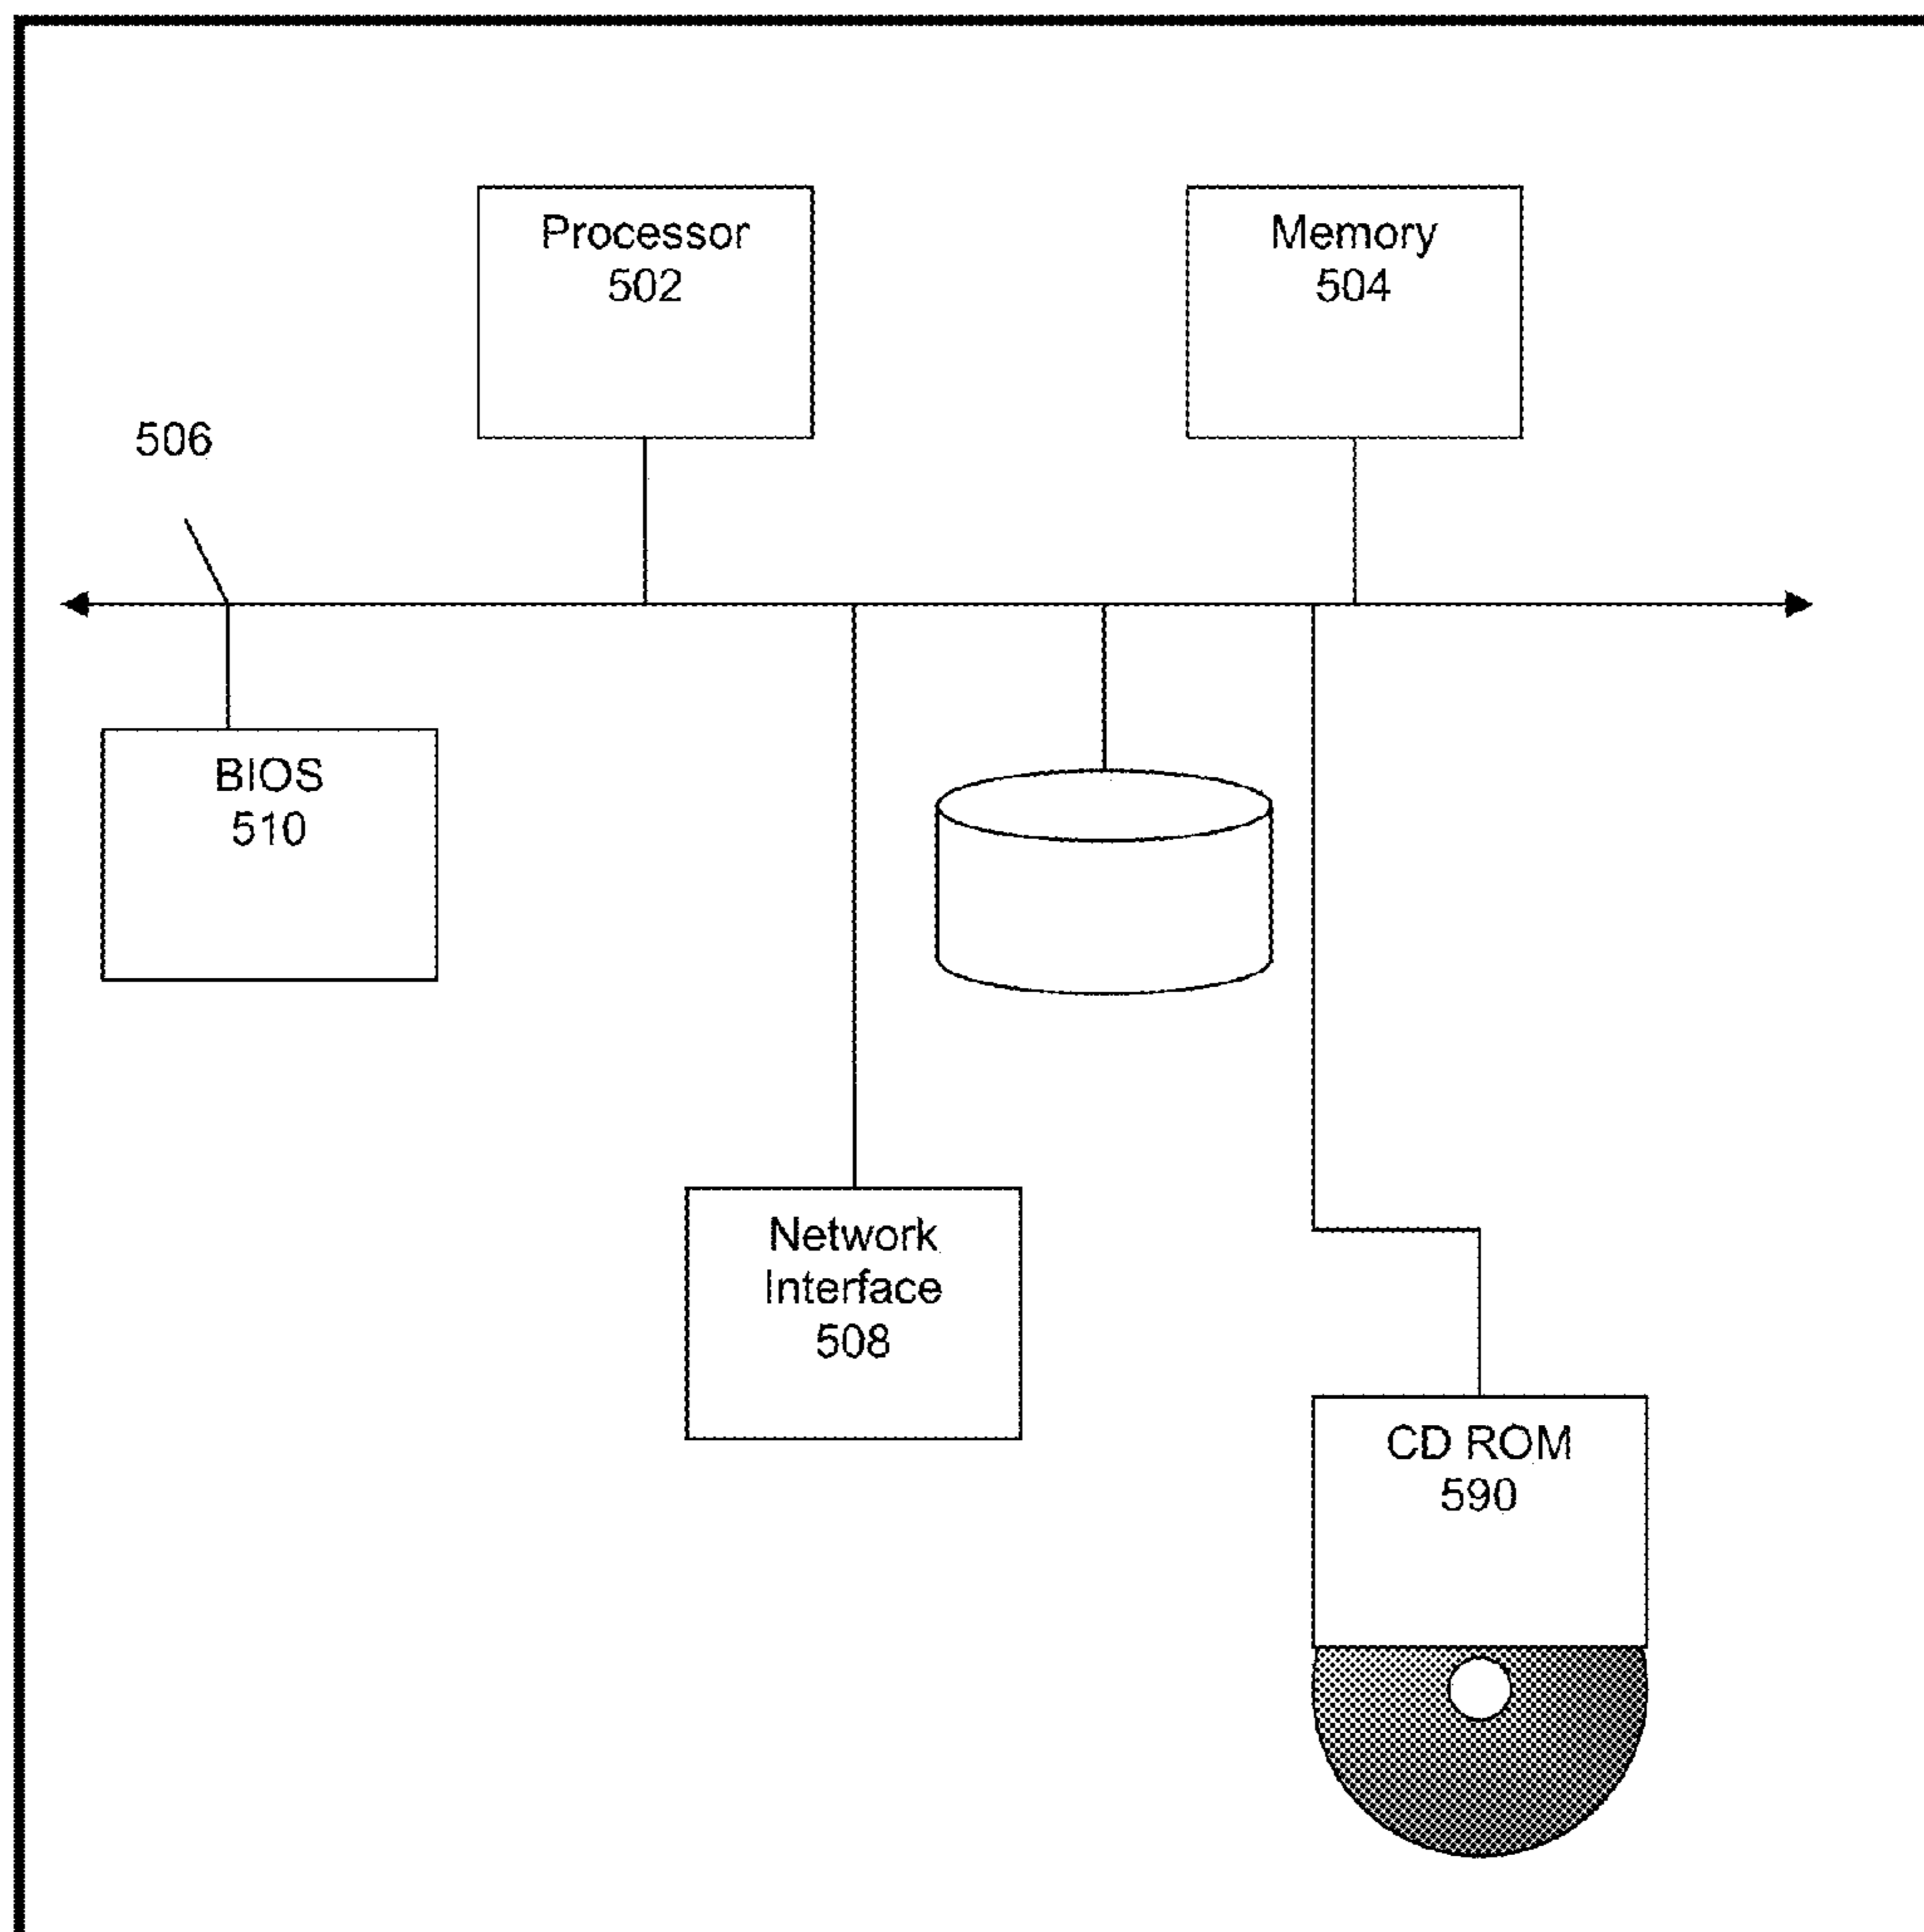 Processor
502
Memory
504
506
BIOS
510
Network
Interface
508
CD ROM
590